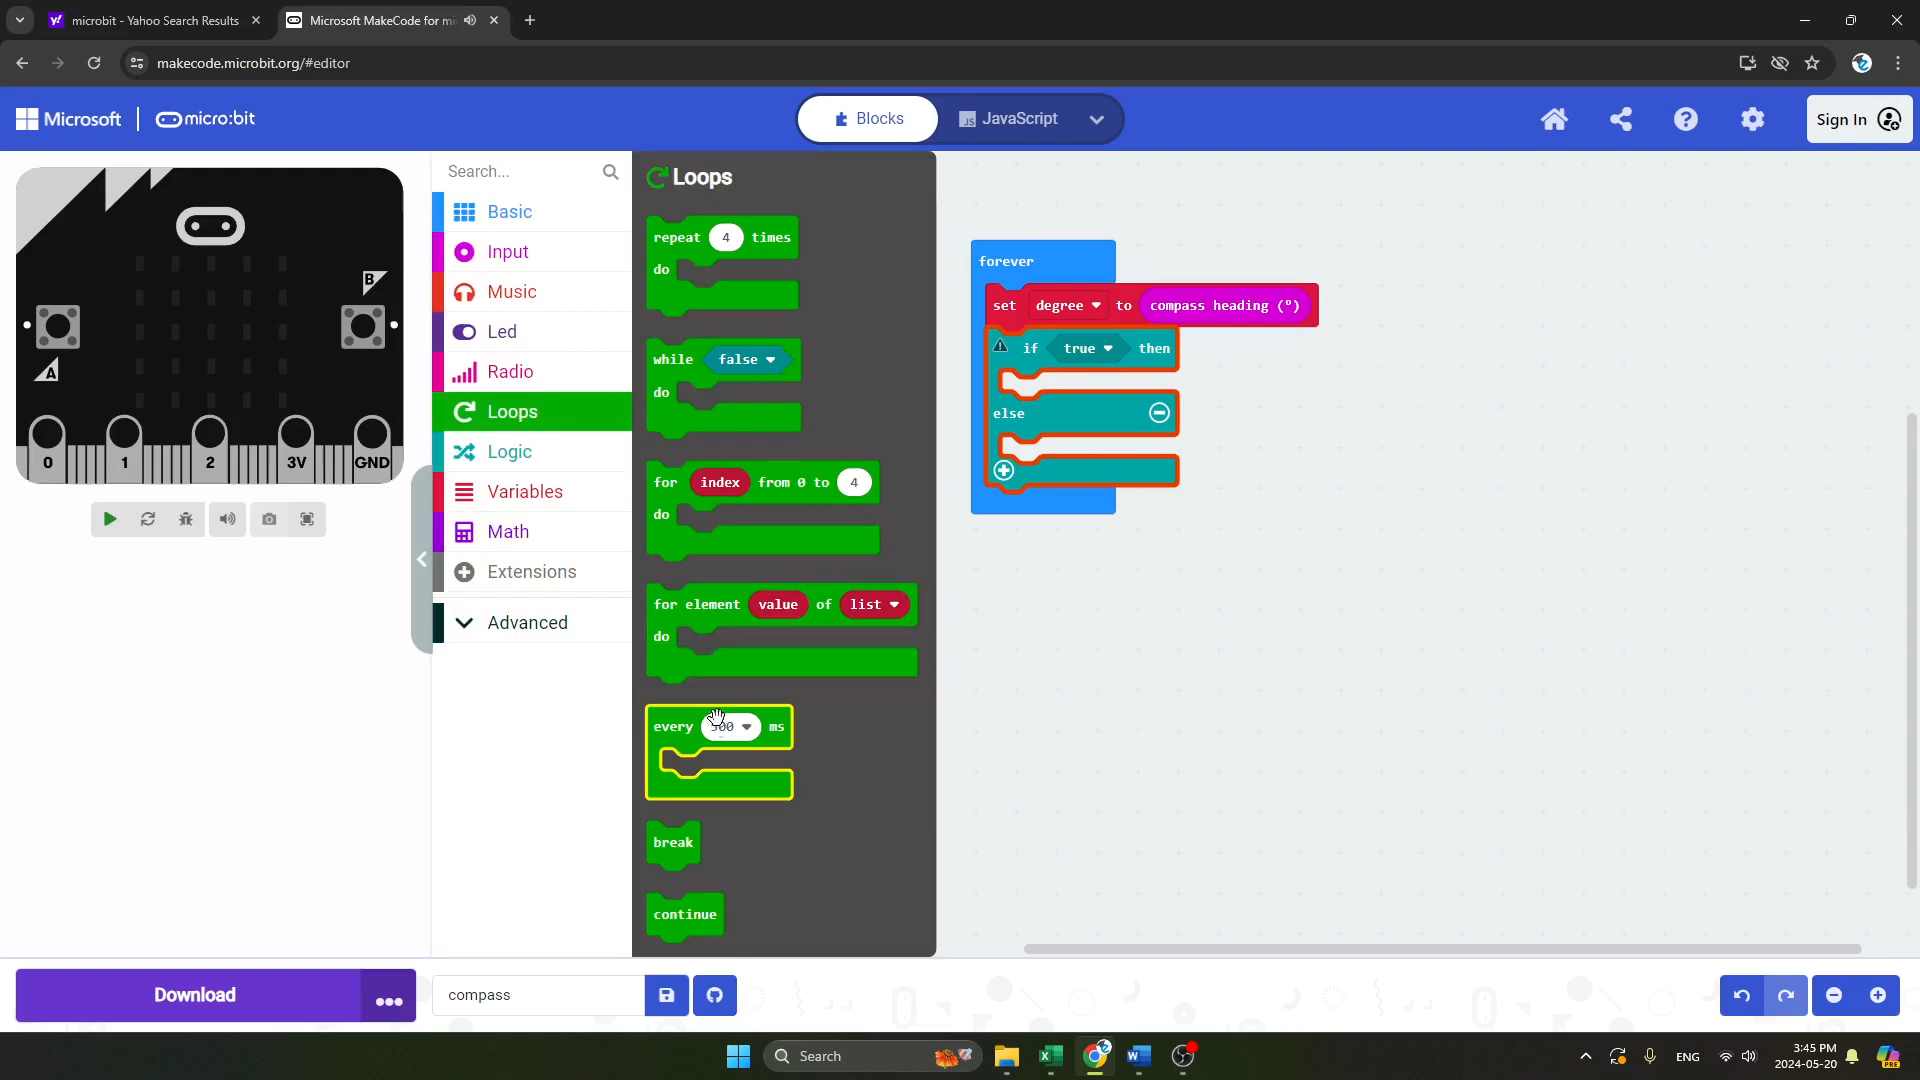 microbit - Yahoo Search Results
Microsoft MakeCode for mi
makecode.microbit.org/#editor
Microsoft
micro:bit
Blocks
JavaScript
JS
Sign In
Search...
Basic
Input
Music
Led
Radio
Loops
Logic
Variables
Math
Extensions
Advanced
B
A
0
1
2
3V
GND
Loops
repeat 4 times
do
while false
do
for index from 0 to 4
do
for element value of list
do
every 500 ms
break
continue
forever
set degree to compass heading (°)
if true then
else
Download
compass
Search
ENG
3:45 PM
2024-05-20
PRE